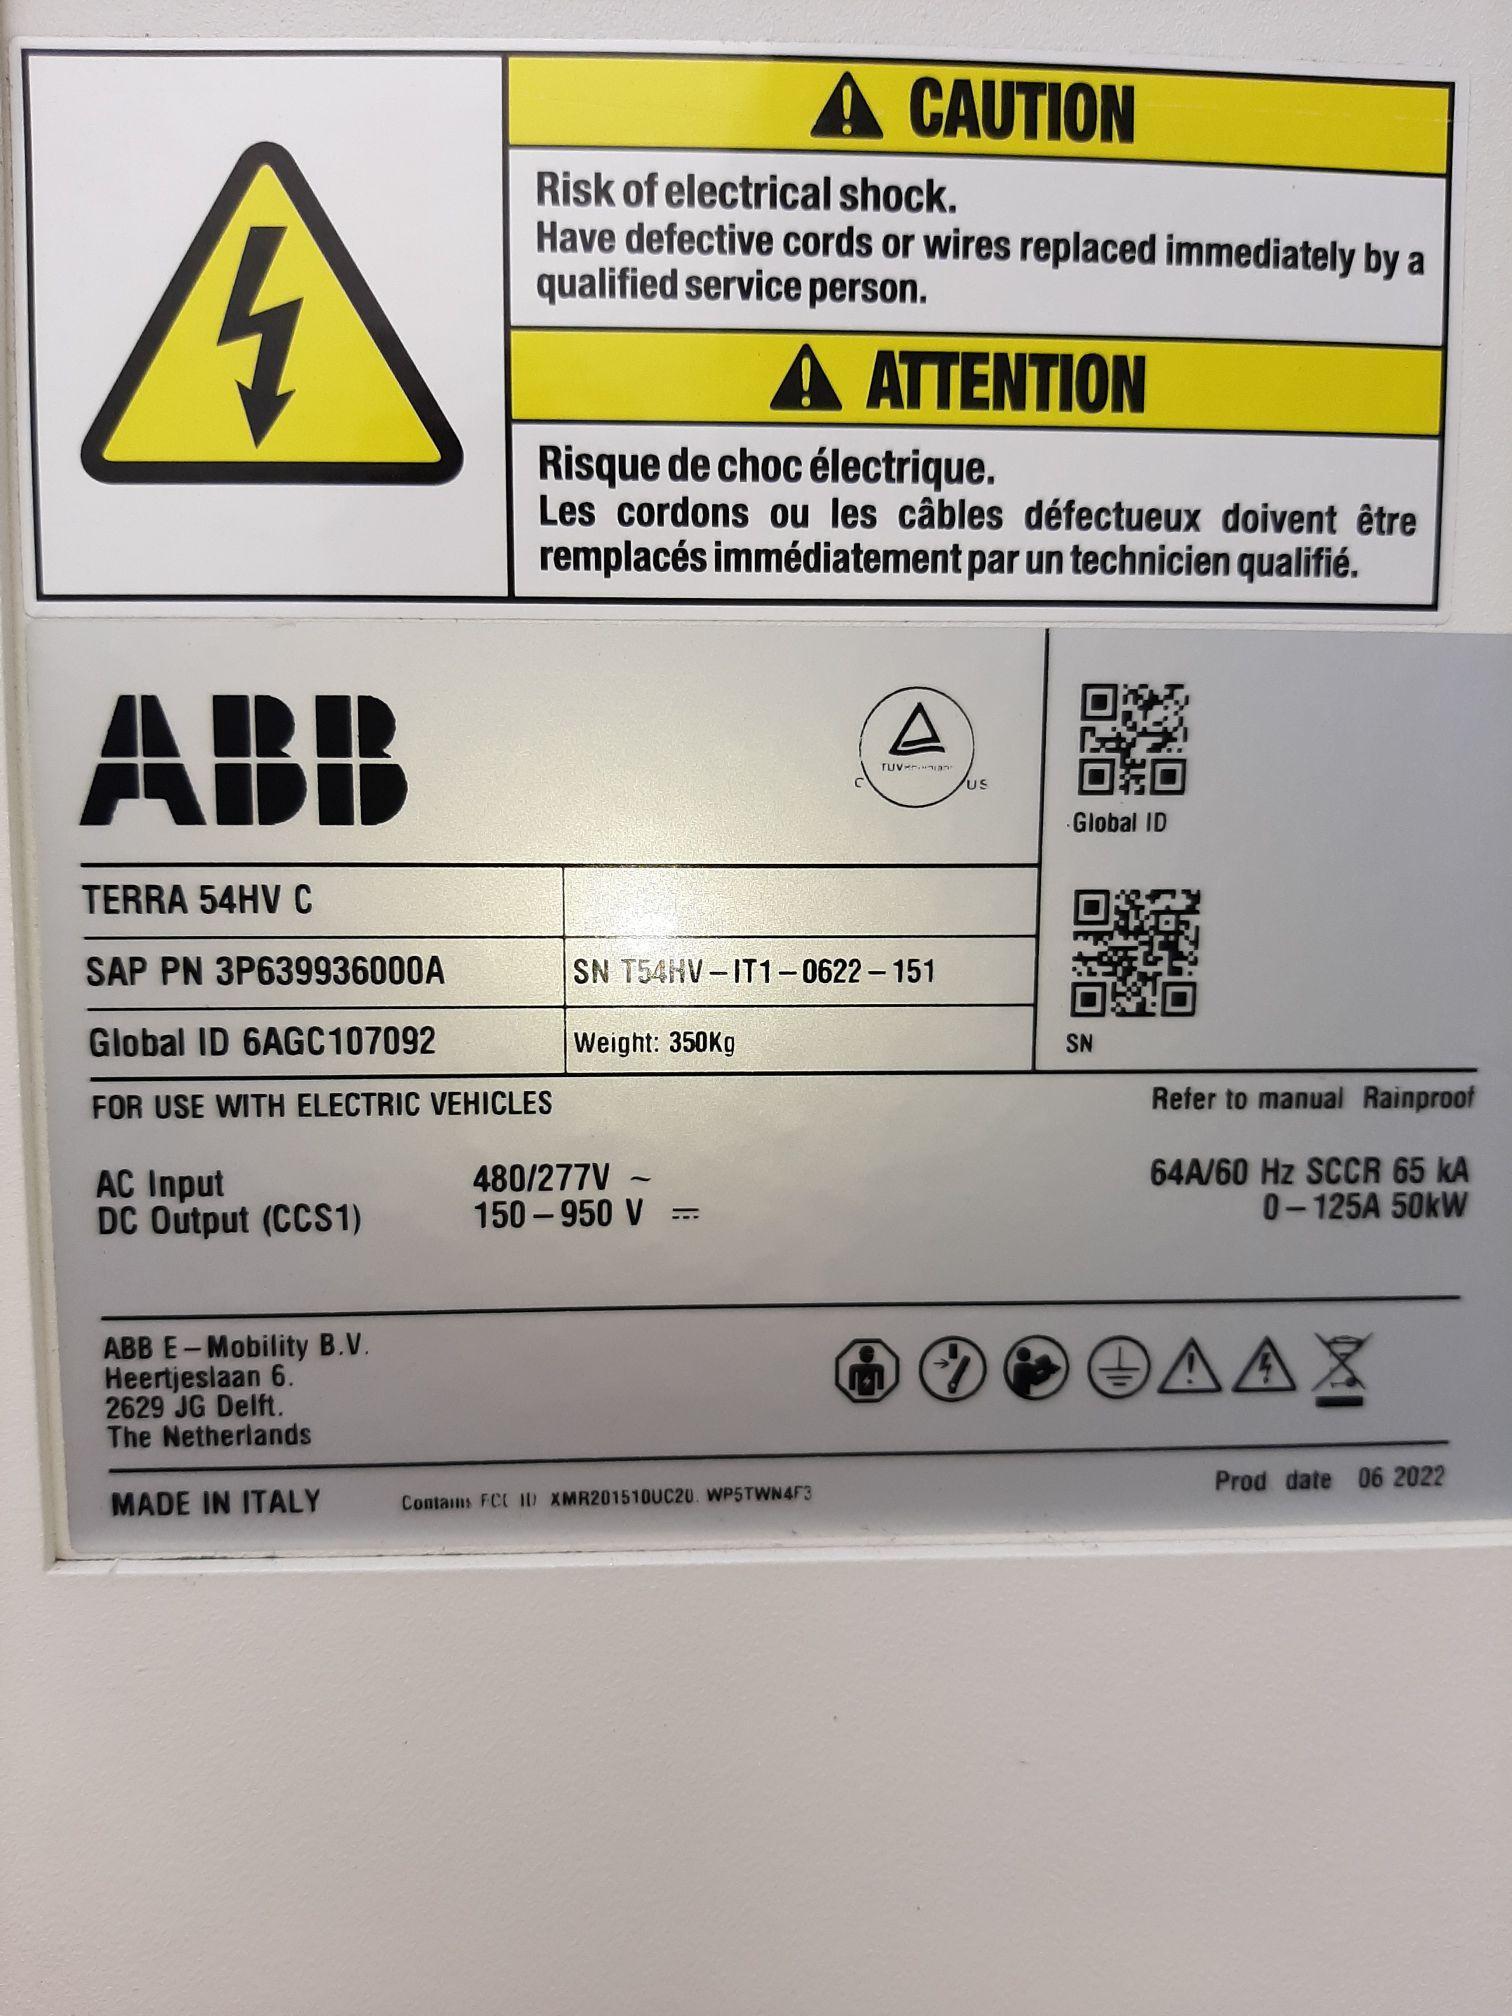 CAUTION
Risk of electrical shock.
Have defective cords or wires replaced immediately by a
qualified service person.
ATTENTION
Risque de choc électrique.
Les cordons ou les câbles défectueux doivent être
remplacés immédiatement par un technicien qualifié.
ABB
C US
Global ID
TERRA 54HV C
SAP PN 3P639936000A
SN T54HV-IT1-0622-151
Global ID 6AGC107092
Weight: 350Kg
SN
FOR USE WITH ELECTRIC VEHICLES
Refer to manual Rainproof
AC Input 480/277V ~ 64A/60 Hz SCCR 65 kA
DC Output (CCS1) 150-950 V ⎓ 0-125A 50kW
ABB E-Mobility B.V.
Heertjeslaan 6.
2629 JG Delft.
The Netherlands
MADE IN ITALY
Contains FCC ID XMR201510UC20. WP5TWN4F3
Prod date 06 2022